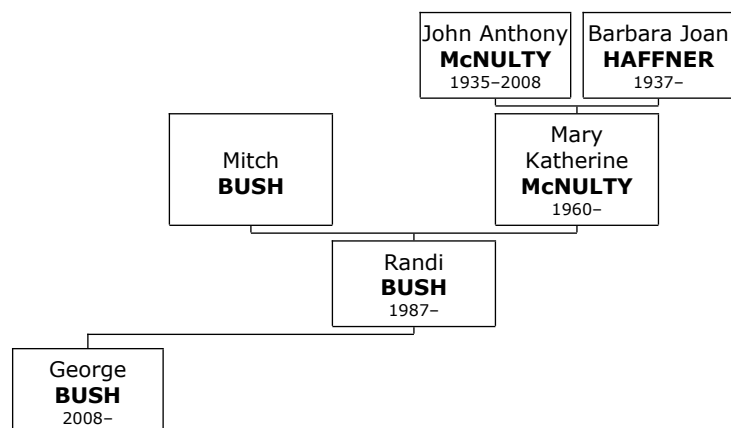 John Anthony
McNULTY
1935–2008
Barbara Joan
HAFFNER
1937–
Mitch
BUSH
Mary
Katherine
McNULTY
1960–
Randi
BUSH
1987–
George
BUSH
2008–